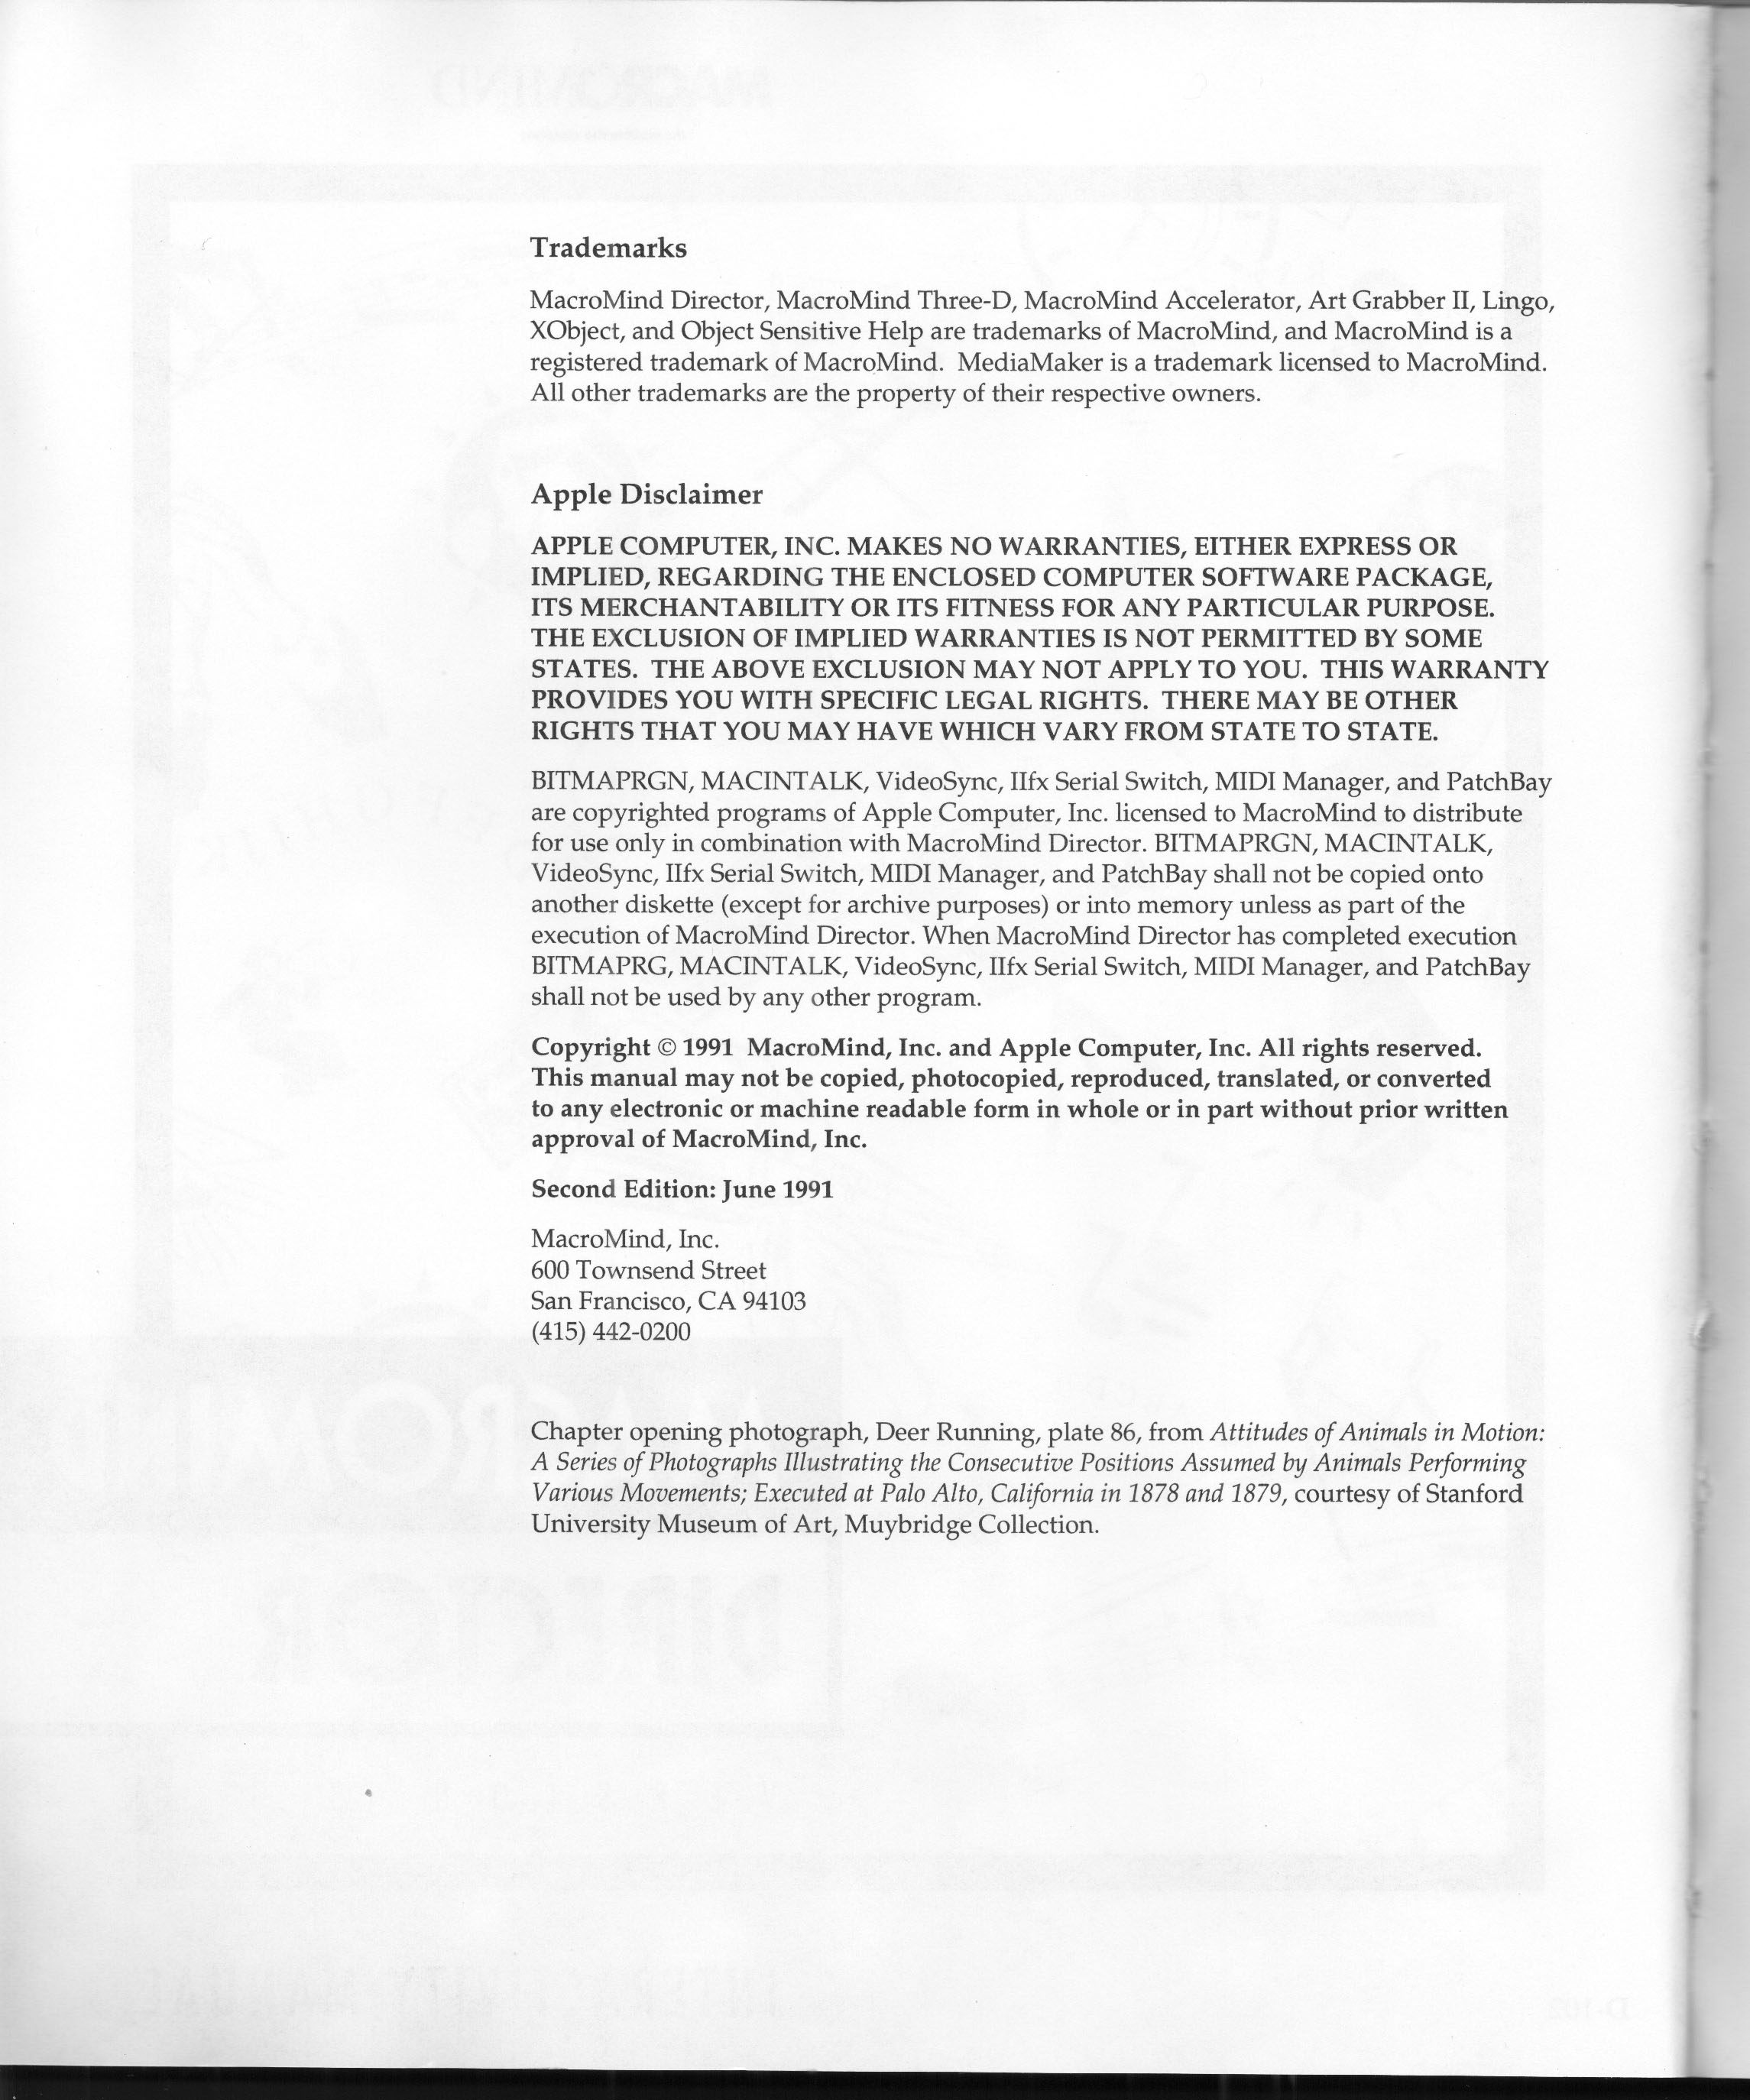 Trademarks
MacroMind Director, MacroMind Three-D, MacroMind Accelerator, Art Grabber II, Lingo,
XObject, and Object Sensitive Help are trademarks of MacroMind, and MacroMind is a
registered trademark of MacroMind.  MediaMaker is a trademark licensed to MacroMind.
All other trademarks are the property of their respective owners.
Apple Disclaimer
APPLE COMPUTER, INC. MAKES NO WARRANTIES, EITHER EXPRESS OR
IMPLIED, REGARDING THE ENCLOSED COMPUTER SOFTWARE PACKAGE,
ITS MERCHANTABILITY OR ITS FITNESS FOR ANY PARTICULAR PURPOSE.
THE EXCLUSION OF IMPLIED WARRANTIES IS NOT PERMITTED BY SOME
STATES.  THE ABOVE EXCLUSION MAY NOT APPLY TO YOU.  THIS WARRANTY
PROVIDES YOU WITH SPECIFIC LEGAL RIGHTS.  THERE MAY BE OTHER
RIGHTS THAT YOU MAY HAVE WHICH VARY FROM STATE TO STATE.
BITMAPRGN, MACINTALK, VideoSync, IIfx Serial Switch, MIDI Manager, and PatchBay
are copyrighted programs of Apple Computer, Inc. licensed to MacroMind to distribute
for use only in combination with MacroMind Director. BITMAPRGN, MACINTALK,
VideoSync, IIfx Serial Switch, MIDI Manager, and PatchBay shall not be copied onto
another diskette (except for archive purposes) or into memory unless as part of the
execution of MacroMind Director. When MacroMind Director has completed execution
BITMAPRG, MACINTALK, VideoSync, IIfx Serial Switch, MIDI Manager, and PatchBay
shall not be used by any other program.
Copyright © 1991  MacroMind, Inc. and Apple Computer, Inc. All rights reserved.
This manual may not be copied, photocopied, reproduced, translated, or converted
to any electronic or machine readable form in whole or in part without prior written
approval of MacroMind, Inc.
Second Edition: June 1991
MacroMind, Inc.
600 Townsend Street
San Francisco, CA 94103
(415) 442-0200
Chapter opening photograph, Deer Running, plate 86, from Attitudes of Animals in Motion:
A Series of Photographs Illustrating the Consecutive Positions Assumed by Animals Performing
Various Movements; Executed at Palo Alto, California in 1878 and 1879, courtesy of Stanford
University Museum of Art, Muybridge Collection.